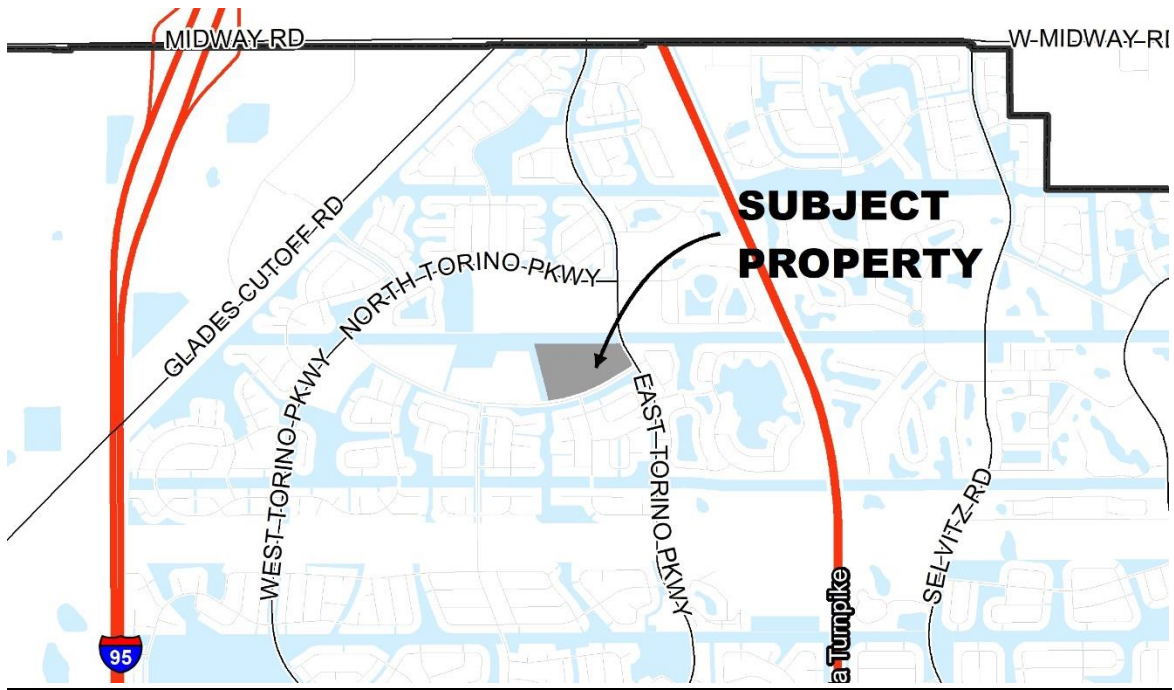 MIDWAY RD
W MIDWAY RD
GLADES CUTOFF RD
SUBJECT
PROPERTY
NORTH TORINO PKWY
WEST TORINO PKWY
EAST TORINO PKWY
SELVITZ RD
a Turnpike
95